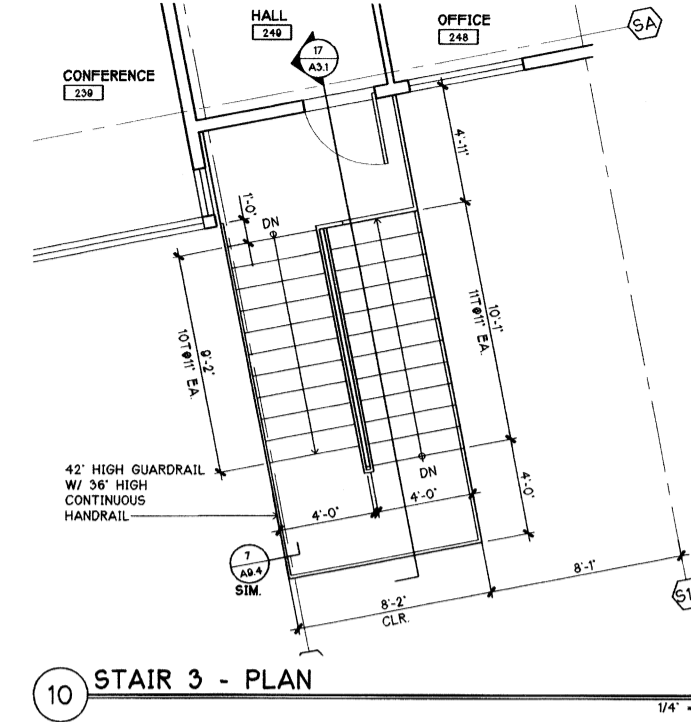 HALL
249
OFFICE
248
SA
17
A3.1
CONFERENCE
239
4'-11"
1'-0"
DN
10'-1"
11T@11" EA.
9'-2"
10T@11" EA.
DN
42" HIGH GUARDRAIL
W/ 36" HIGH
CONTINUOUS
HANDRAIL
4'-0"
4'-0"
4'-0"
7
A9.4
SIM.
8'-1"
8'-2"
CLR.
S1
10
STAIR 3 - PLAN
1/4"